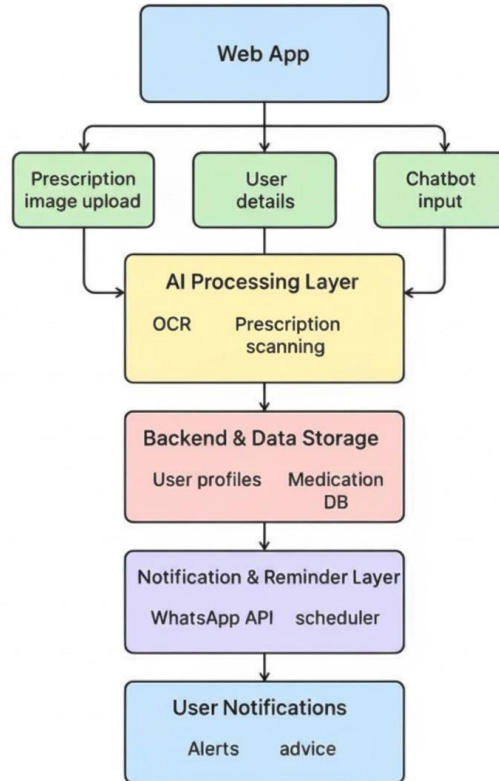 Web App
Prescription
image upload
User
details
Chatbot
input
AI Processing Layer
OCR
Prescription
scanning
Backend & Data Storage
User profiles
Medication
DB
Notification & Reminder Layer
WhatsApp API
scheduler
User Notifications
Alerts
advice